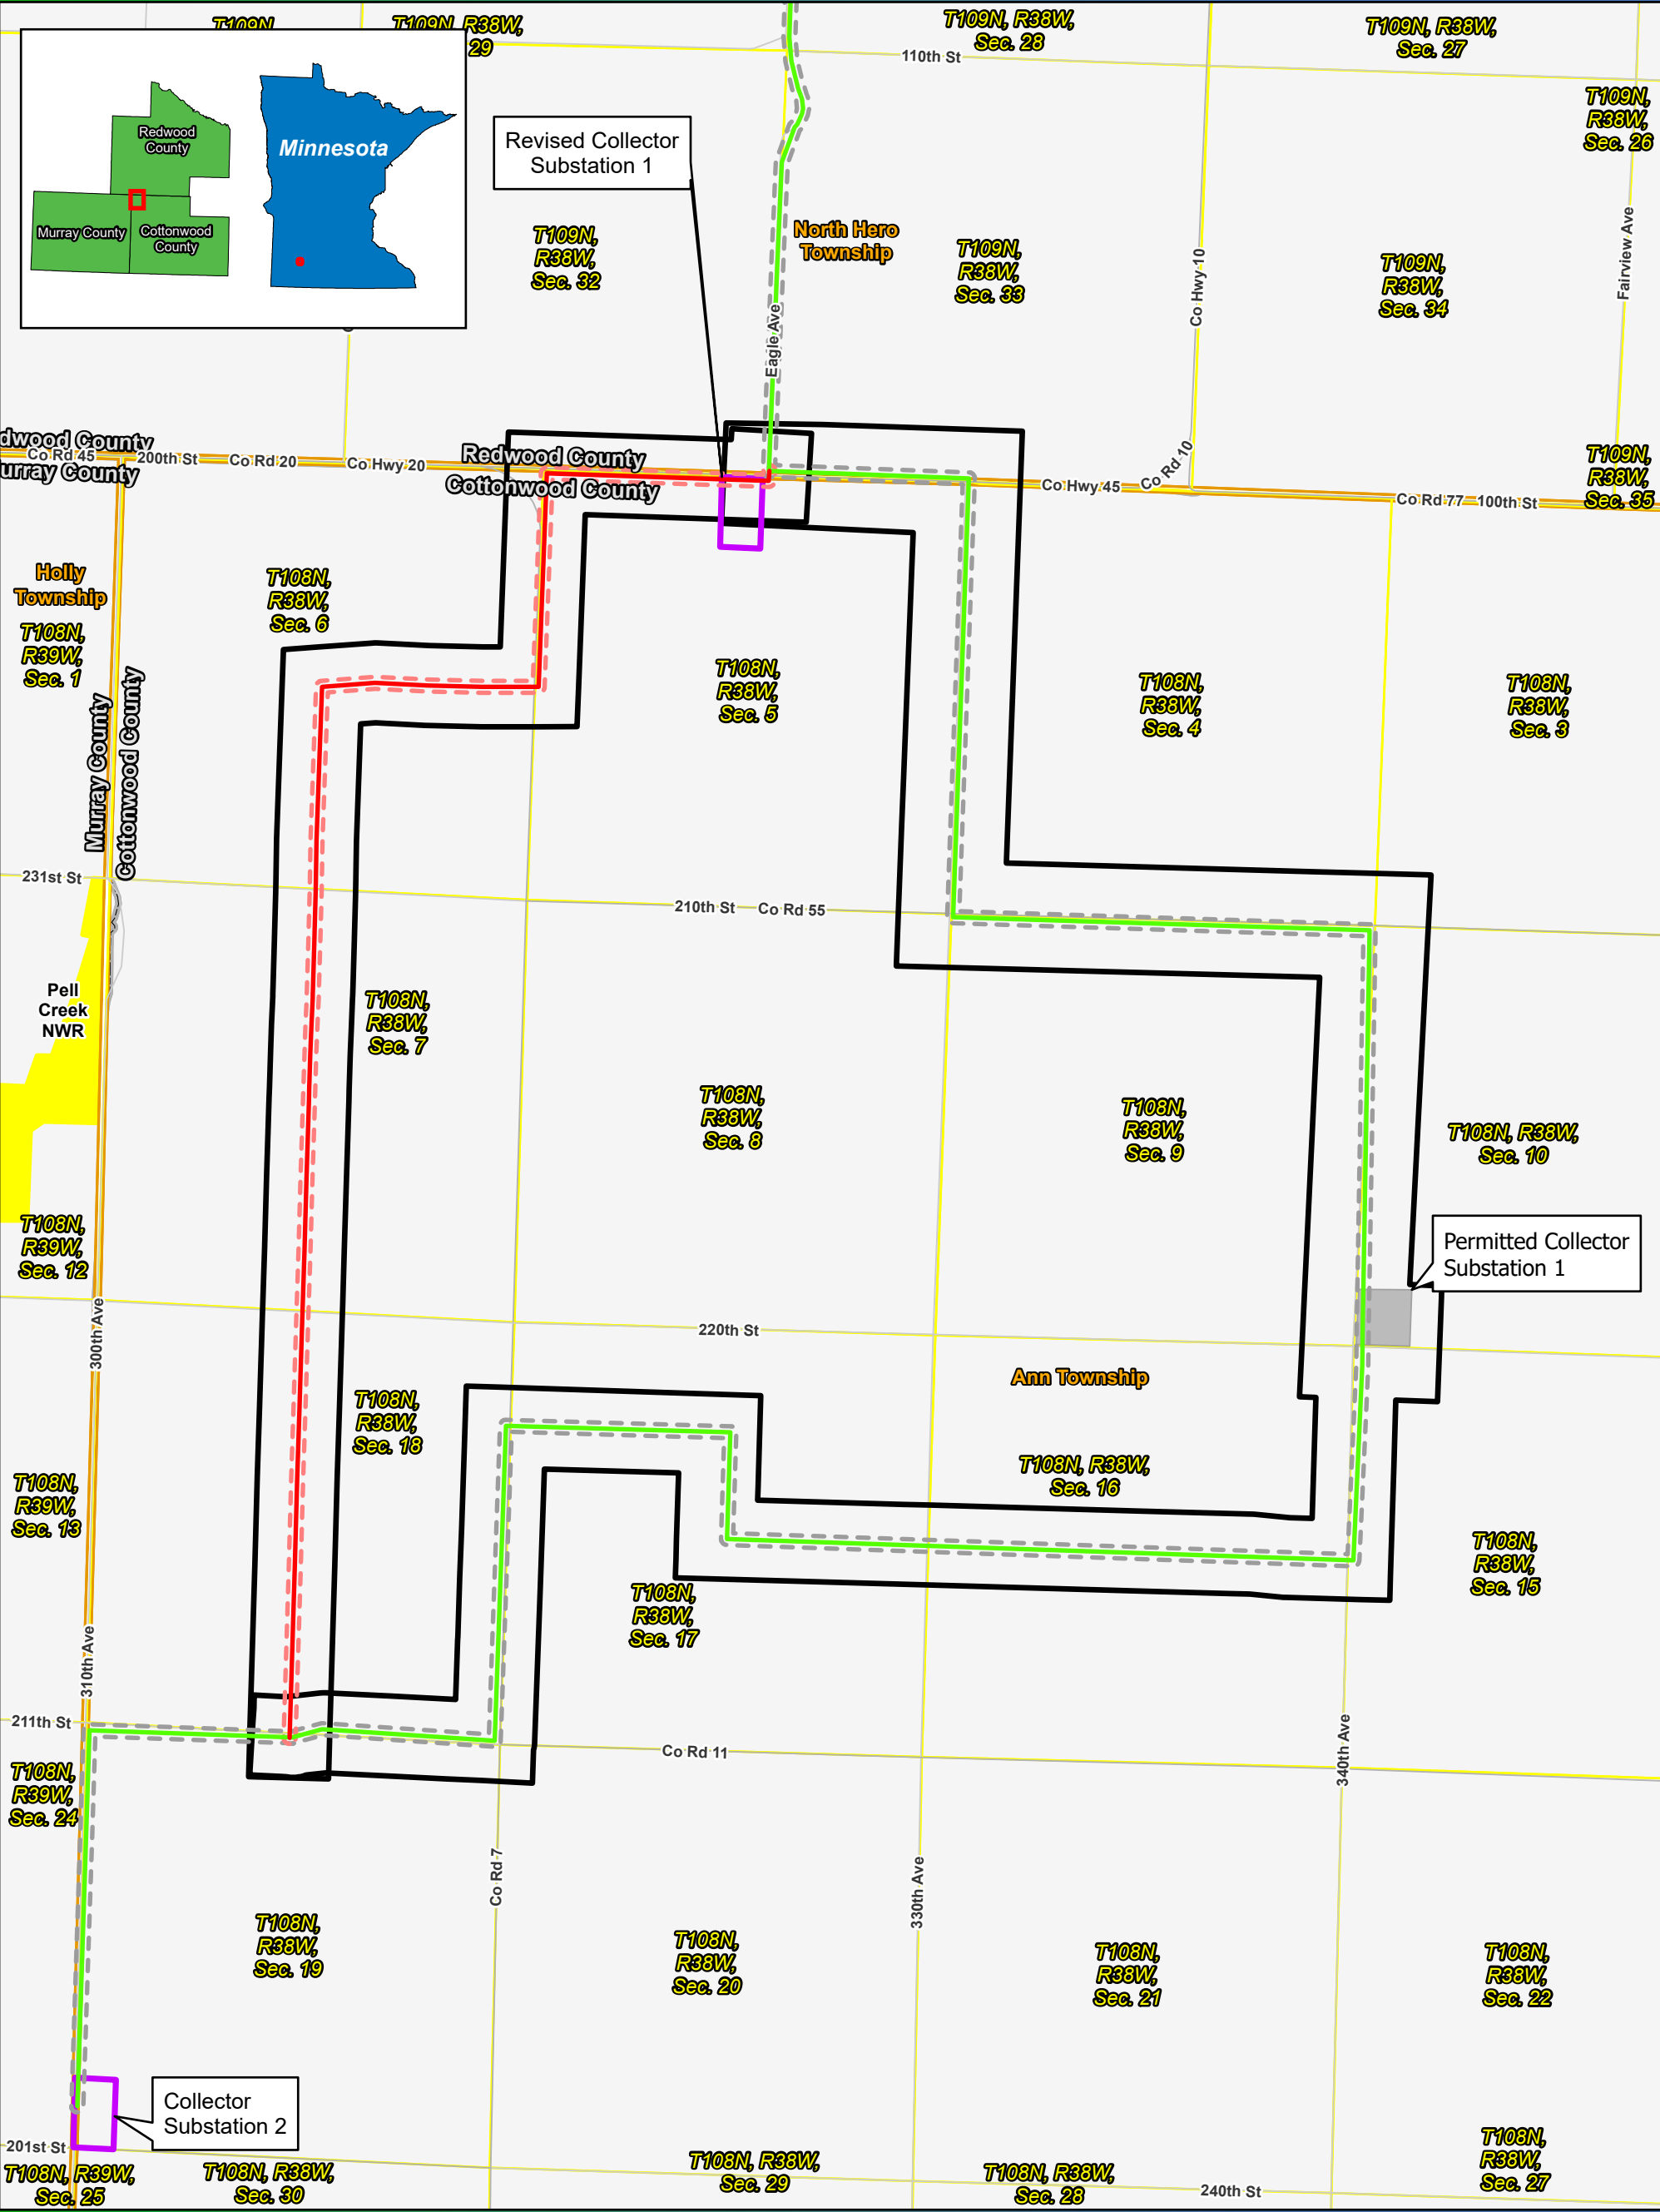 T109N,
T109N, R38W,
29
T109N, R38W,
Sec. 28
T109N, R38W,
Sec. 27
110th St
T109N,
R38W,
Sec. 26
Redwood
County
Murray County
Cottonwood
County
Minnesota
Revised Collector
Substation 1
T109N,
R38W,
Sec. 32
North Hero
Township
T109N,
R38W,
Sec. 33
T109N,
R38W,
Sec. 34
Co Hwy 10
Fairview Ave
Eagle Ave
dwood County
Co Rd 45
urray County
200th St
Co Rd 20
Co Hwy 20
Redwood County
Cottonwood County
Co Hwy 45
Co Rd 10
Co Rd 77
100th St
T109N,
R38W,
Sec. 35
Holly
Township
T108N,
R39W,
Sec. 1
T108N,
R38W,
Sec. 6
Murray County
Cottonwood County
T108N,
R38W,
Sec. 5
T108N,
R38W,
Sec. 4
T108N,
R38W,
Sec. 3
231st St
210th St
Co Rd 55
Pell
Creek
NWR
T108N,
R38W,
Sec. 7
T108N,
R38W,
Sec. 8
T108N,
R38W,
Sec. 9
T108N, R38W,
Sec. 10
T108N,
R39W,
Sec. 12
Permitted Collector
Substation 1
300th Ave
220th St
Ann Township
T108N,
R38W,
Sec. 18
T108N, R38W,
Sec. 16
T108N,
R39W,
Sec. 13
T108N,
R38W,
Sec. 15
T108N,
R38W,
Sec. 17
310th Ave
211th St
Co Rd 11
340th Ave
T108N,
R39W,
Sec. 24
Co Rd 7
330th Ave
T108N,
R38W,
Sec. 19
T108N,
R38W,
Sec. 20
T108N,
R38W,
Sec. 21
T108N,
R38W,
Sec. 22
Collector
Substation 2
201st St
T108N, R39W,
Sec. 25
T108N, R38W,
Sec. 30
T108N, R38W,
Sec. 29
T108N, R38W,
Sec. 28
T108N,
R38W,
Sec. 27
240th St